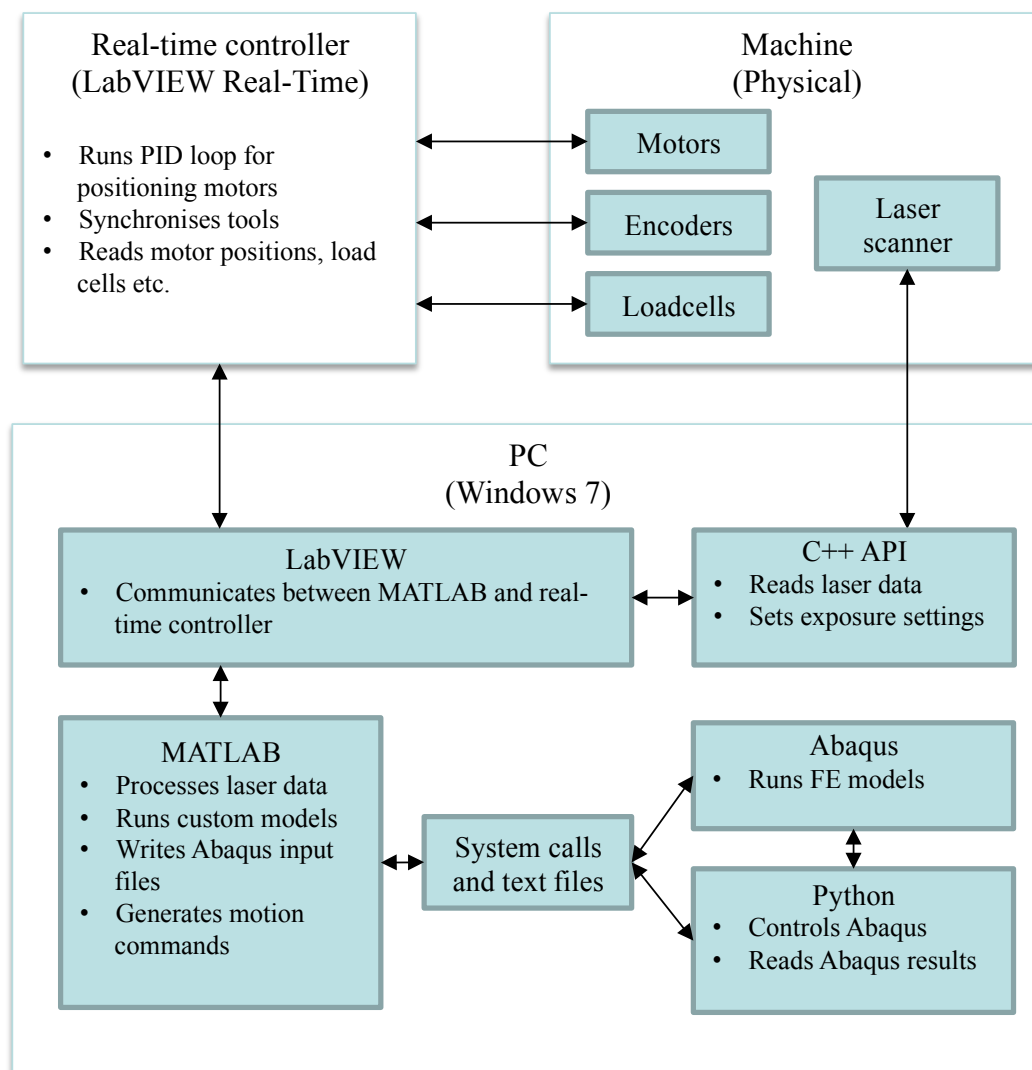 Real-time controller
(LabVIEW Real-Time)
• Runs PID loop for
positioning motors
• Synchronises tools
• Reads motor positions, load
cells etc.
Machine
(Physical)
Motors
Encoders
Loadcells
Laser
scanner
PC
(Windows 7)
LabVIEW
• Communicates between MATLAB and real-
time controller
C++ API
• Reads laser data
• Sets exposure settings
MATLAB
• Processes laser data
• Runs custom models
• Writes Abaqus input
files
• Generates motion
commands
System calls
and text files
Abaqus
• Runs FE models
Python
• Controls Abaqus
• Reads Abaqus results